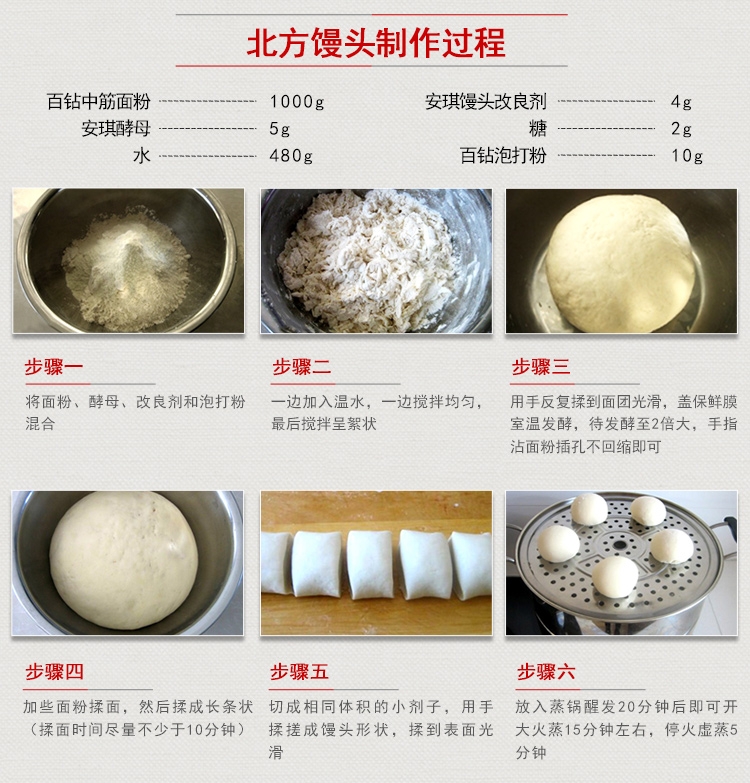 北方馒头制作过程
百钻中筋面粉 1000g
安琪馒头改良剂 4g
安琪酵母 5g
糖 2g
水 480g
百钻泡打粉 10g
步骤一
将面粉、酵母、改良剂和泡打粉
混合
步骤二
一边加入温水，一边搅拌均匀，
最后搅拌呈絮状
步骤三
用手反复揉到面团光滑，盖保鲜膜
室温发酵，待发酵至2倍大，手指
沾面粉插孔不回缩即可
步骤四
加些面粉揉面，然后揉成长条状
（揉面时间尽量不少于10分钟）
步骤五
切成相同体积的小剂子，用手
揉搓成馒头形状，揉到表面光
滑
步骤六
放入蒸锅醒发20分钟后即可开
大火蒸15分钟左右，停火虚蒸5
分钟